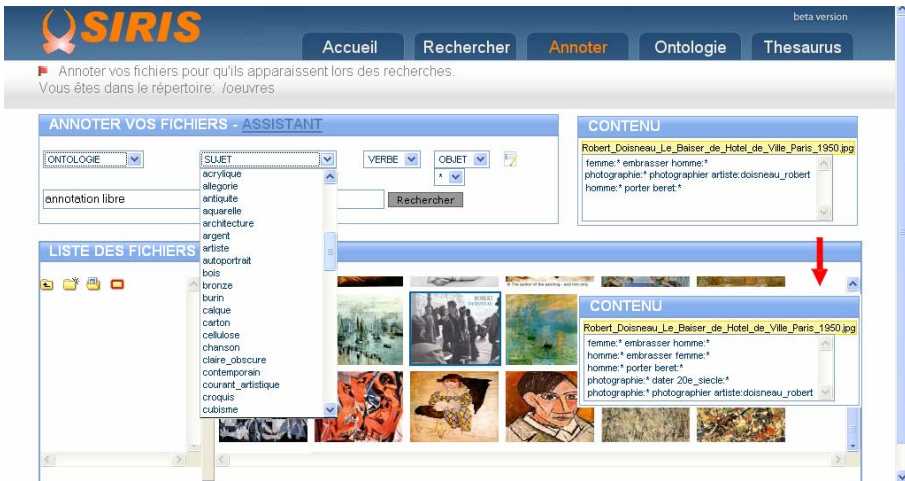 beta version
SIRIS
Accueil
Rechercher
Annoter
Ontologie
Thesaurus
Annoter vos fichiers pour qu'ils apparaissent lors des recherches.
Vous êtes dans le répertoire: /oeuvres
ANNOTER VOS FICHIERS - ASSISTANT
ONTOLOGIE
SUJET
VERBE
OBJET
*
annotation libre
Rechercher
acrylique
allegorie
antiquite
aquarelle
architecture
argent
artiste
autoportrait
bois
bronze
burin
calque
carton
cellulose
chanson
claire_obscure
contemporain
courant_artistique
croquis
cubisme
CONTENU
Robert_Doisneau_Le_Baiser_de_Hotel_de_Ville_Paris_1950.jpg
femme:* embrasser homme:*
photographie:* photographier artiste:doisneau_robert
homme:* porter beret:*
LISTE DES FICHIERS
ROBERT
DOISNEAU
CONTENU
Robert_Doisneau_Le_Baiser_de_Hotel_de_Ville_Paris_1950.jpg
femme:* embrasser homme:*
homme:* embrasser femme:*
homme:* porter beret:*
photographie:* dater 20e_siecle:*
photographie:* photographier artiste:doisneau_robert